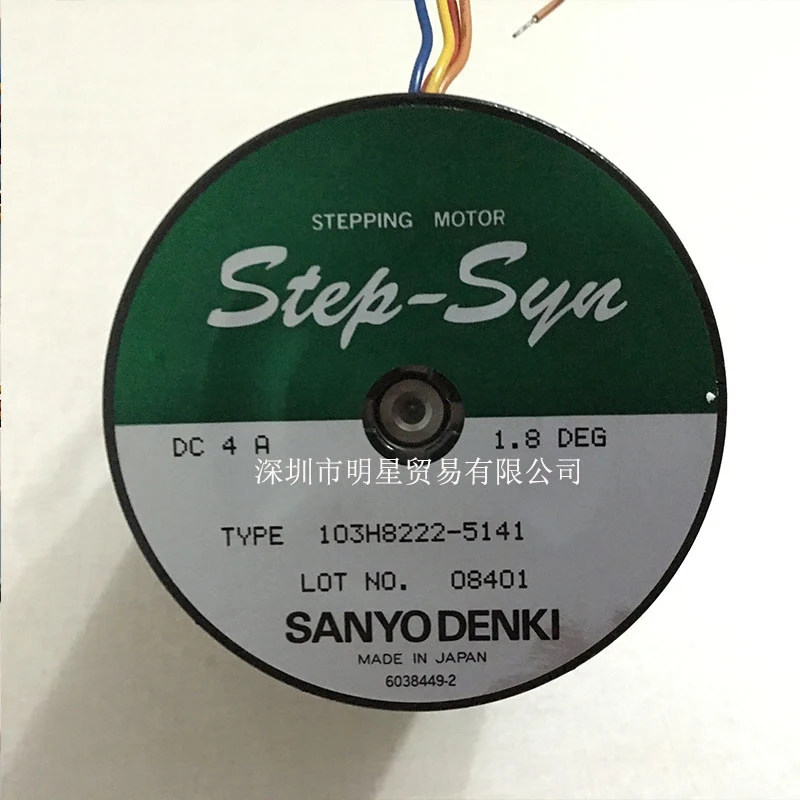 STEPPING MOTOR
Step-Syn
DC 4 A 1.8 DEG
深圳市明星贸易有限公司
TYPE 103H8222-5141
LOT NO. 08401
SANYO DENKI
MADE IN JAPAN
6038449-2